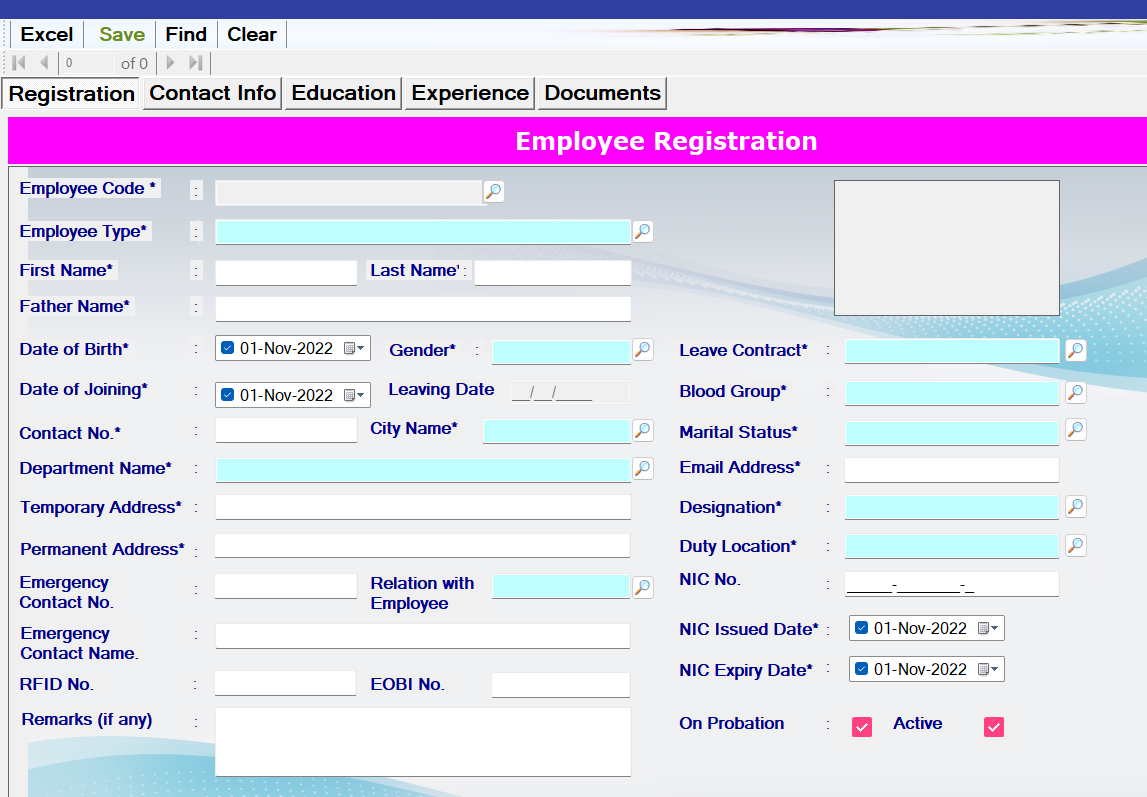 Excel Save Find Clear
0 of 0
Registration Contact Info Education Experience Documents
Employee Registration
Employee Code * :
Employee Type* :
First Name* : Last Name* :
Father Name* :
Date of Birth* : 01-Nov-2022 Gender* : Leave Contract* :
Date of Joining* : 01-Nov-2022 Leaving Date __/__/____ Blood Group* :
Contact No.* : City Name* Marital Status*
Department Name* : Email Address* :
Temporary Address* : Designation* :
Permanent Address* : Duty Location* :
Emergency
Contact No. : Relation with
Employee
NIC No. : _____-_______-_
Emergency
Contact Name. : NIC Issued Date* : 01-Nov-2022
NIC Expiry Date* : 01-Nov-2022
RFID No. : EOBI No.
Remarks (if any) : On Probation : Active